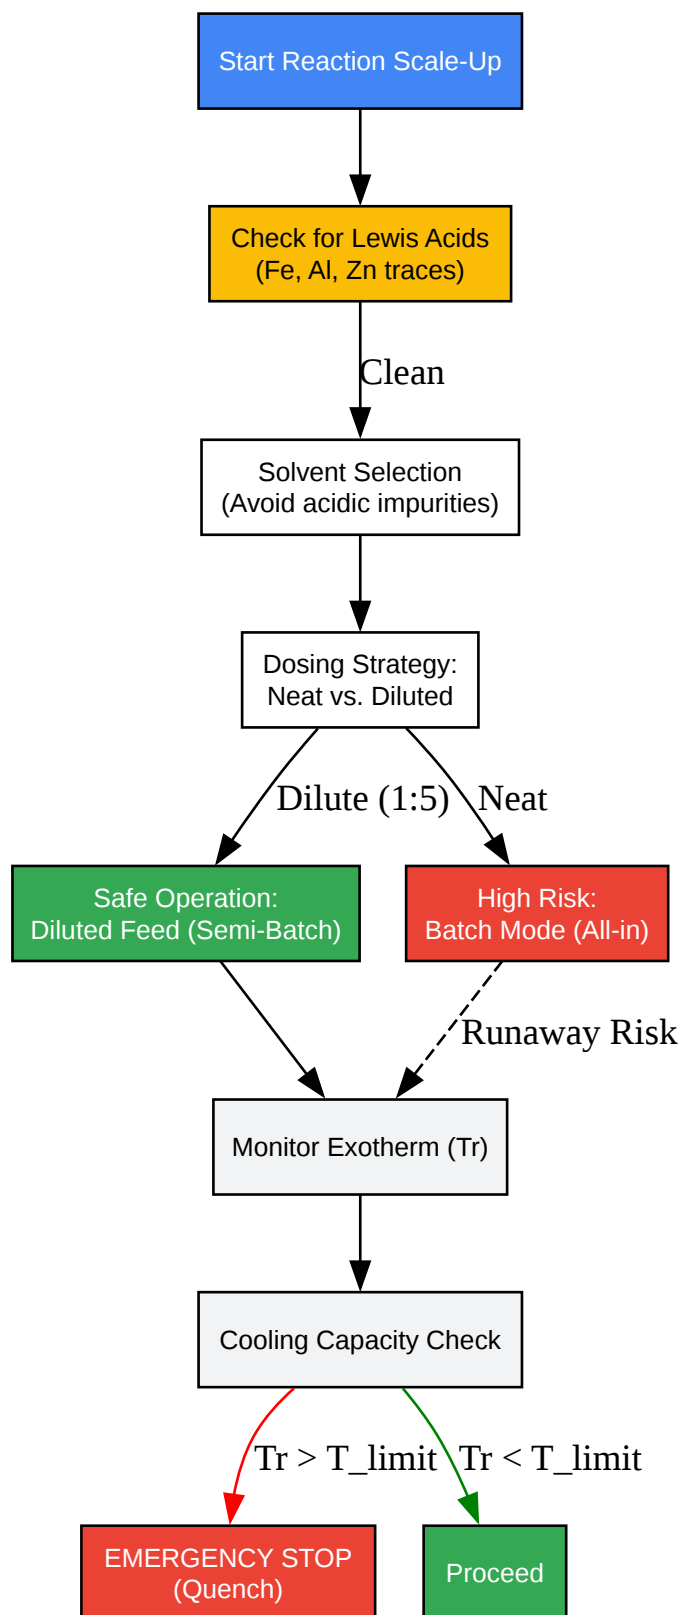 Start Reaction Scale-Up
Check for Lewis Acids
(Fe, Al, Zn traces)
Clean
Solvent Selection
(Avoid acidic impurities)
Dosing Strategy:
Neat vs. Diluted
Dilute (1:5)
Neat
Safe Operation:
Diluted Feed (Semi-Batch)
High Risk:
Batch Mode (All-in)
Runaway Risk
Monitor Exotherm (Tr)
Cooling Capacity Check
Tr > T_limit
Tr < T_limit
EMERGENCY STOP
(Quench)
Proceed